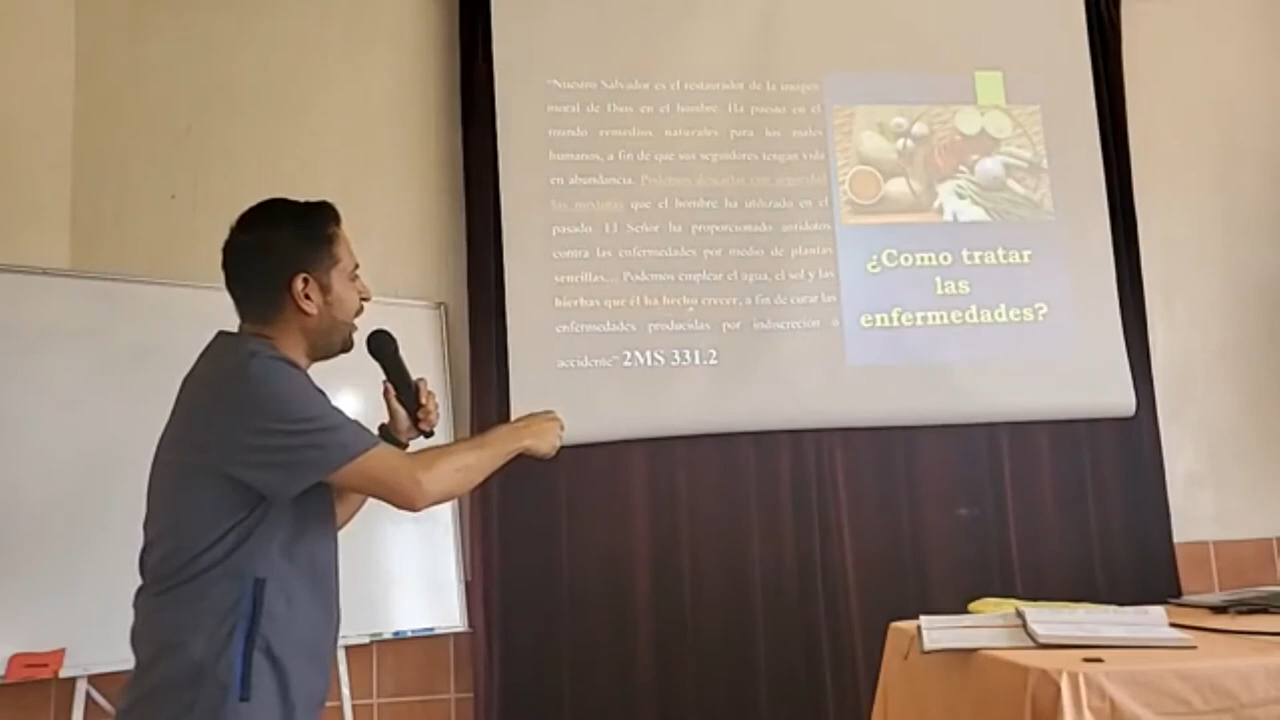 "Nuestro Salvador es el restaurador de la imagen
moral de Dios en el hombre. Ha puesto en el
mundo remedios naturales para los males
humanos, a fin de que sus seguidores tengan vida
en abundancia. Podemos descartar con seguridad
las mixturas que el hombre ha utilizado en el
pasado. El Señor ha proporcionado antídotos
contra las enfermedades por medio de plantas
sencillas... Podemos emplear el agua, el sol y las
hierbas que él ha hecho crecer, a fin de curar las
enfermedades producidas por indiscreción o
accidente" 2MS 331.2
¿Como tratar
las
enfermedades?